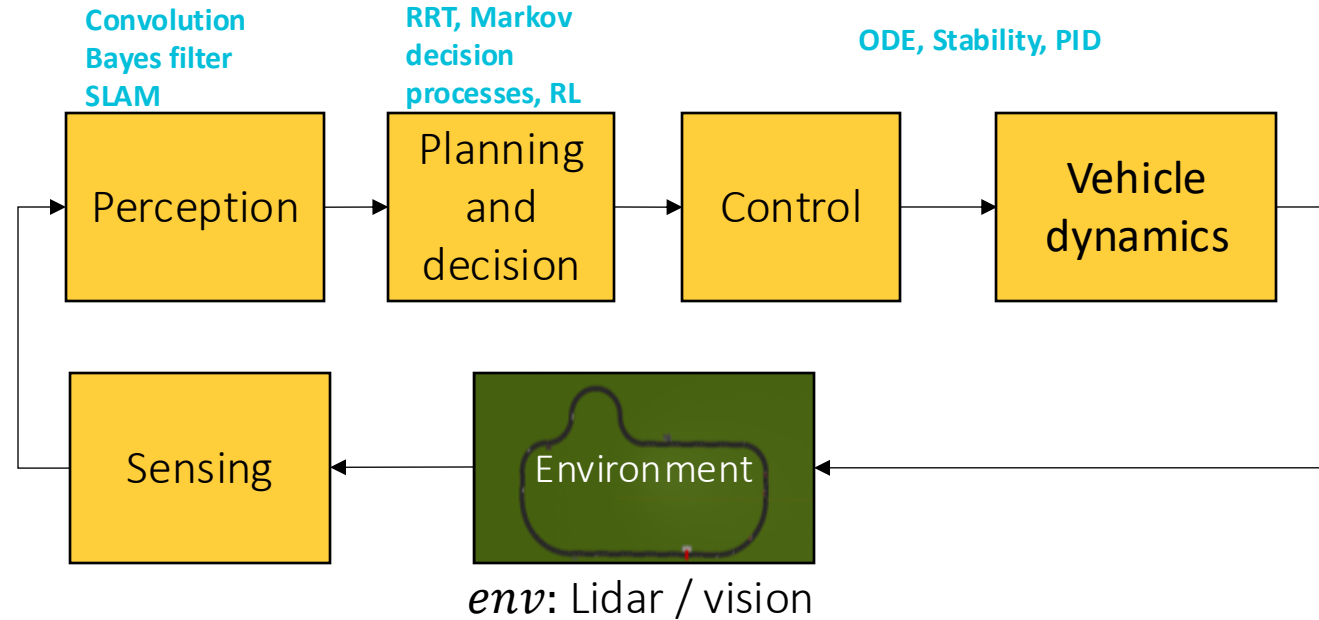 Convolution
Bayes filter
SLAM
RRT, Markov
decision
processes, RL
ODE, Stability, PID
Perception
Planning
and
decision
Control
Vehicle
dynamics
Sensing
Environment
env: Lidar / vision